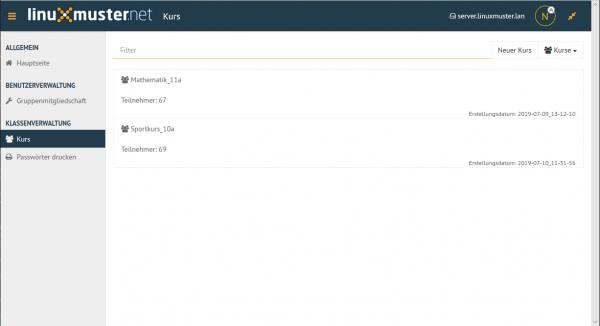 linuxmuster.net Kurs server.linuxmuster.lan N
ALLGEMEIN
Hauptseite
BENUTZERVERWALTUNG
Gruppenmitgliedschaft
KLASSENVERWALTUNG
Kurs
Passwörter drucken
Filter Neuer Kurs Kurse
Mathematik_11a
Teilnehmer: 67
Erstellungsdatum: 2019-07-09_13-12-10
Sportkurs_10a
Teilnehmer: 69
Erstellungsdatum: 2019-07-10_11-51-56